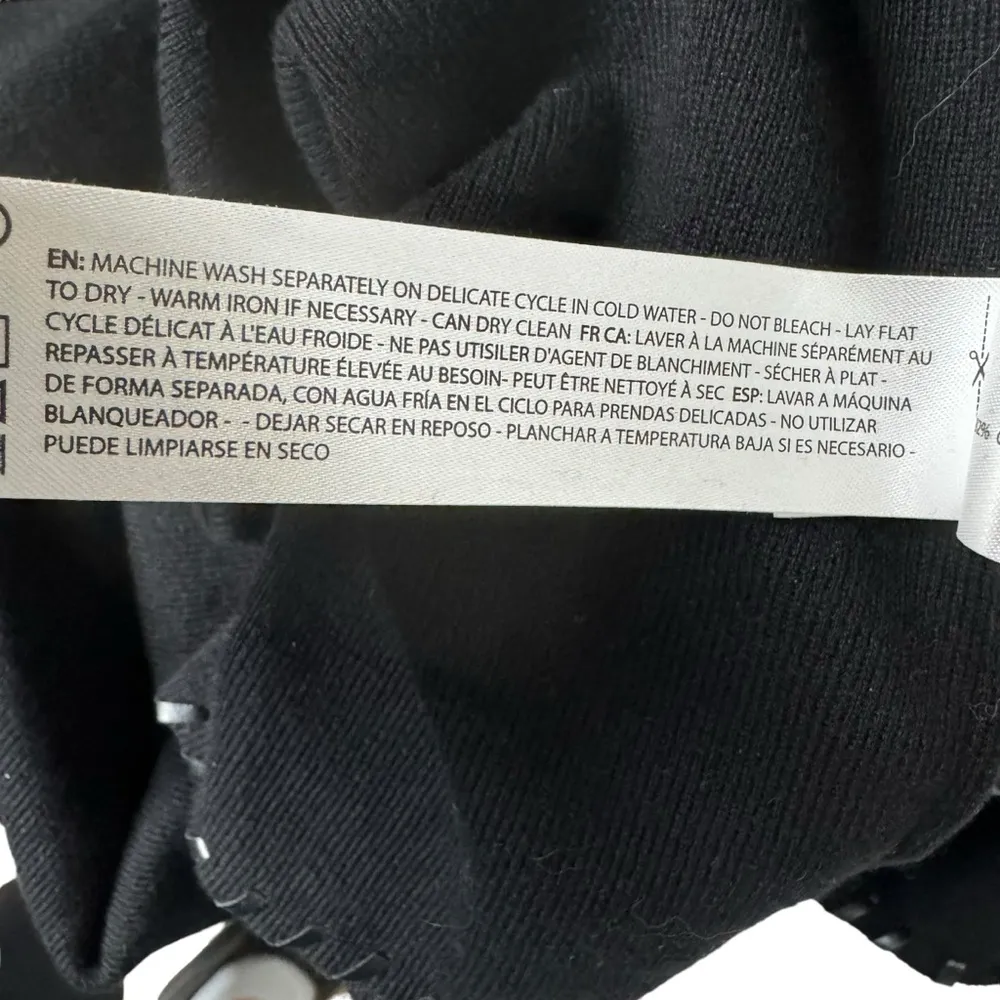 EN: MACHINE WASH SEPARATELY ON DELICATE CYCLE IN COLD WATER - DO NOT BLEACH - LAY FLAT
TO DRY - WARM IRON IF NECESSARY - CAN DRY CLEAN FR CA: LAVER À LA MACHINE SÉPARÉMENT AU
CYCLE DÉLICAT À L'EAU FROIDE - NE PAS UTISILER D'AGENT DE BLANCHIMENT - SÉCHER À PLAT -
REPASSER À TEMPÉRATURE ÉLEVÉE AU BESOIN- PEUT ÊTRE NETTOYÉ À SEC ESP: LAVAR A MÁQUINA
DE FORMA SEPARADA, CON AGUA FRÍA EN EL CICLO PARA PRENDAS DELICADAS - NO UTILIZAR
BLANQUEADOR - - DEJAR SECAR EN REPOSO - PLANCHAR A TEMPERATURA BAJA SI ES NECESARIO -
PUEDE LIMPIARSE EN SECO